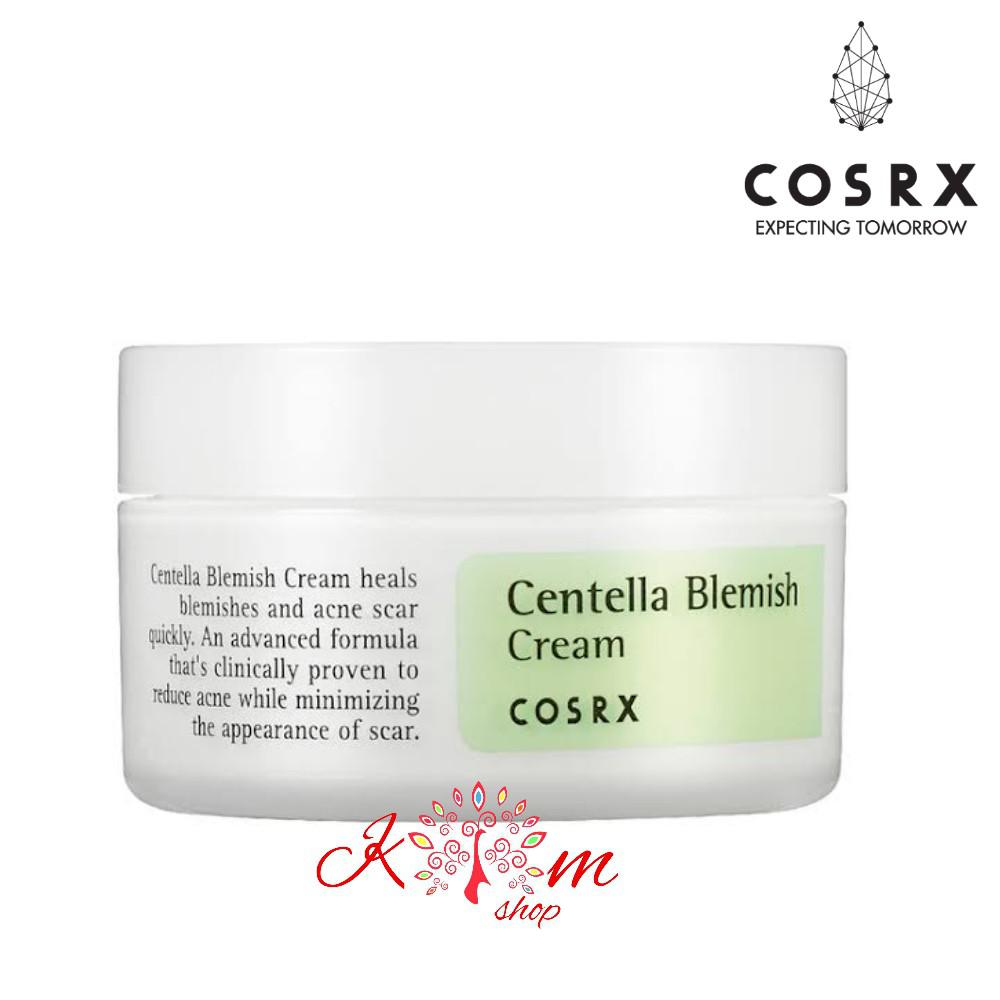 COSRX
EXPECTING TOMORROW
Centella Blemish Cream heals
blemishes and acne scar
quickly. An advanced formula
that's clinically proven to
reduce acne while minimizing
the appearance of scar.
Centella Blemish
Cream
COSRX
Kim
shop